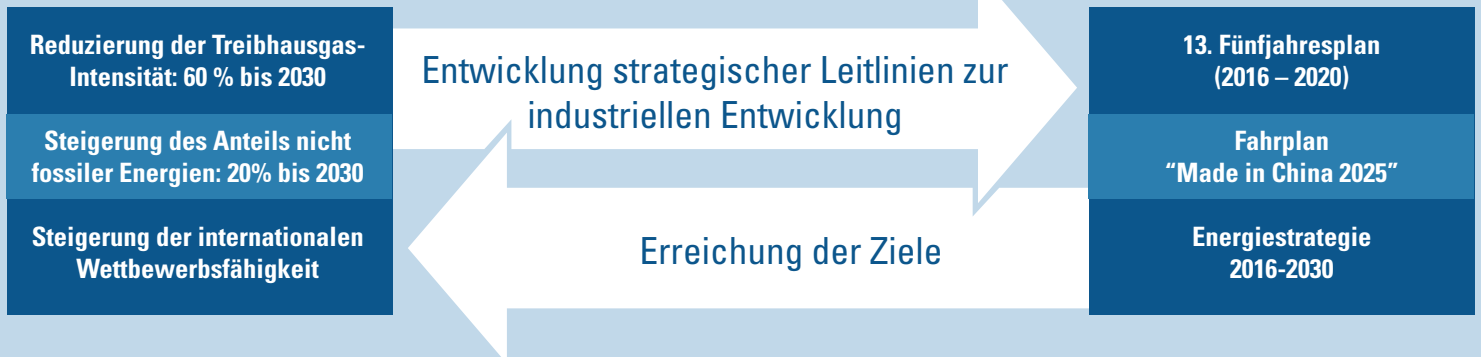 Reduzierung der Treibhausgas-
Intensität: 60 % bis 2030
Steigerung des Anteils nicht
fossiler Energien: 20% bis 2030
Steigerung der internationalen
Wettbewerbsfähigkeit
Entwicklung strategischer Leitlinien zur
industriellen Entwicklung
Erreichung der Ziele
13. Fünfjahresplan
(2016 – 2020)
Fahrplan
“Made in China 2025”
Energiestrategie
2016-2030